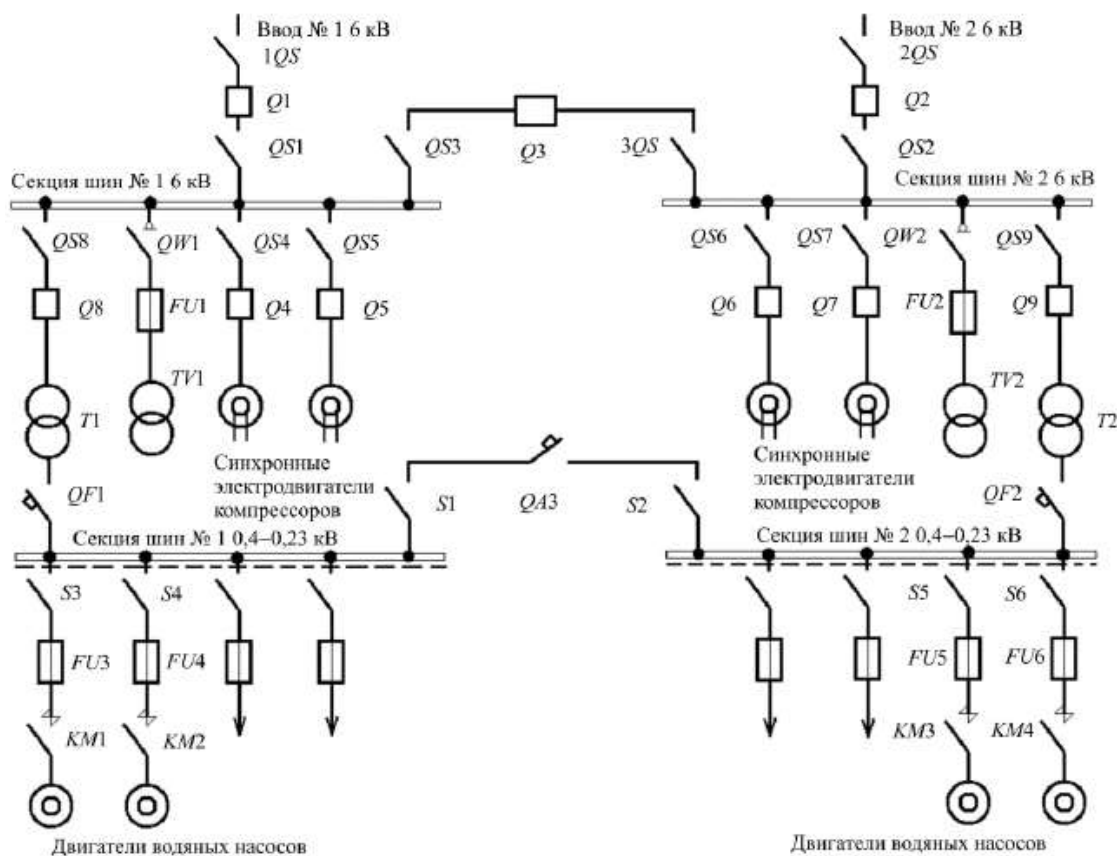 Ввод № 1 6 кВ
Ввод № 2 6 кВ
1QS
2QS
Q1
Q2
QS1
QS3
Q3
3QS
QS2
Секция шин № 1 6 кВ
Секция шин № 2 6 кВ
QS8
QW1
QS4
QS5
QS6
QS7
QW2
QS9
Q8
FU1
Q4
Q5
Q6
Q7
FU2
Q9
TV1
TV2
T1
T2
Синхронные
электродвигатели
компрессоров
Синхронные
электродвигатели
компрессоров
QF1
S1
QA3
S2
QF2
Секция шин № 1 0,4–0,23 кВ
Секция шин № 2 0,4–0,23 кВ
S3
S4
S5
S6
FU3
FU4
FU5
FU6
KM1
KM2
KM3
KM4
Двигатели водяных насосов
Двигатели водяных насосов